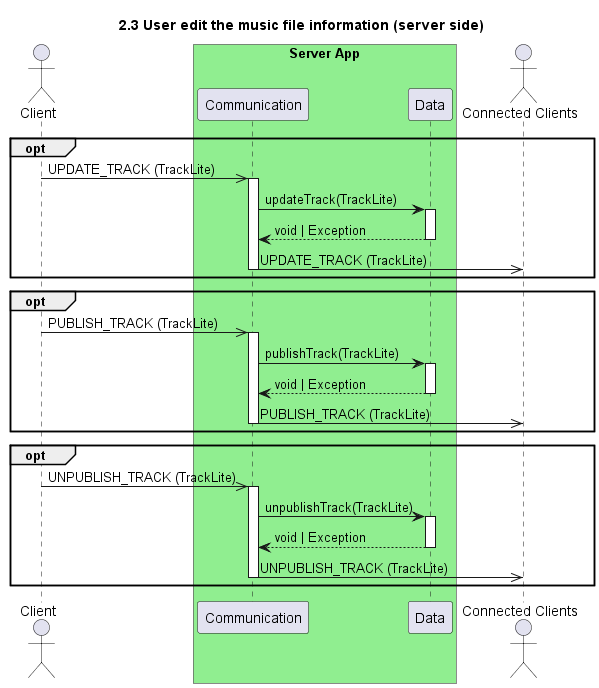 2.3 User edit the music file information (server side)
Server App
Client
Communication
Data
Connected Clients
opt
UPDATE_TRACK (TrackLite)
updateTrack(TrackLite)
void | Exception
UPDATE_TRACK (TrackLite)
opt
PUBLISH_TRACK (TrackLite)
publishTrack(TrackLite)
void | Exception
PUBLISH_TRACK (TrackLite)
opt
UNPUBLISH_TRACK (TrackLite)
unpublishTrack(TrackLite)
void | Exception
UNPUBLISH_TRACK (TrackLite)
Client
Communication
Data
Connected Clients